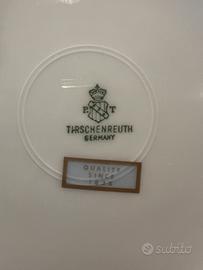 P T
TIRSCHENREUTH
GERMANY
QUALITY
SINCE
1838
subito